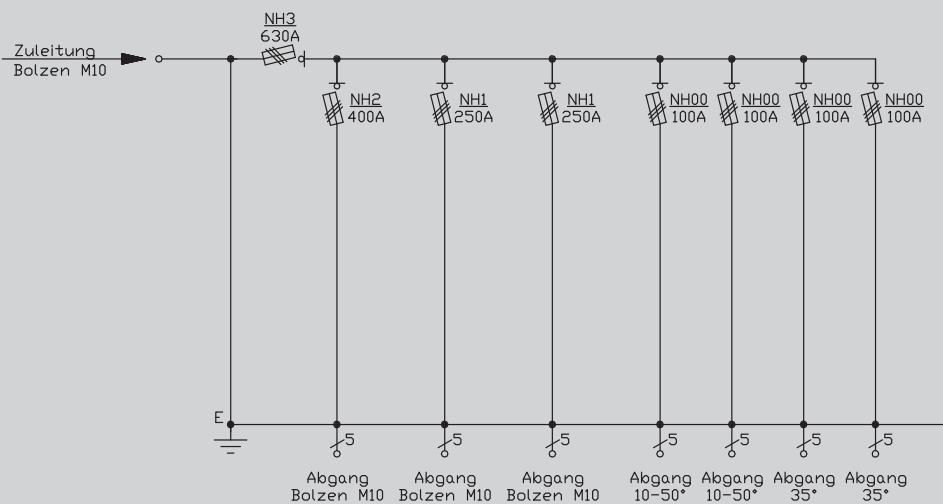 NH3
630A
Zuleitung
Bolzen M10
NH2
400A
NH1
250A
NH1
250A
NH00
100A
NH00
100A
NH00
100A
NH00
100A
E
5
5
5
5
5
5
5
Abgang
Bolzen M10
Abgang
Bolzen M10
Abgang
Bolzen M10
Abgang
10-50°
Abgang
10-50°
Abgang
35°
Abgang
35°